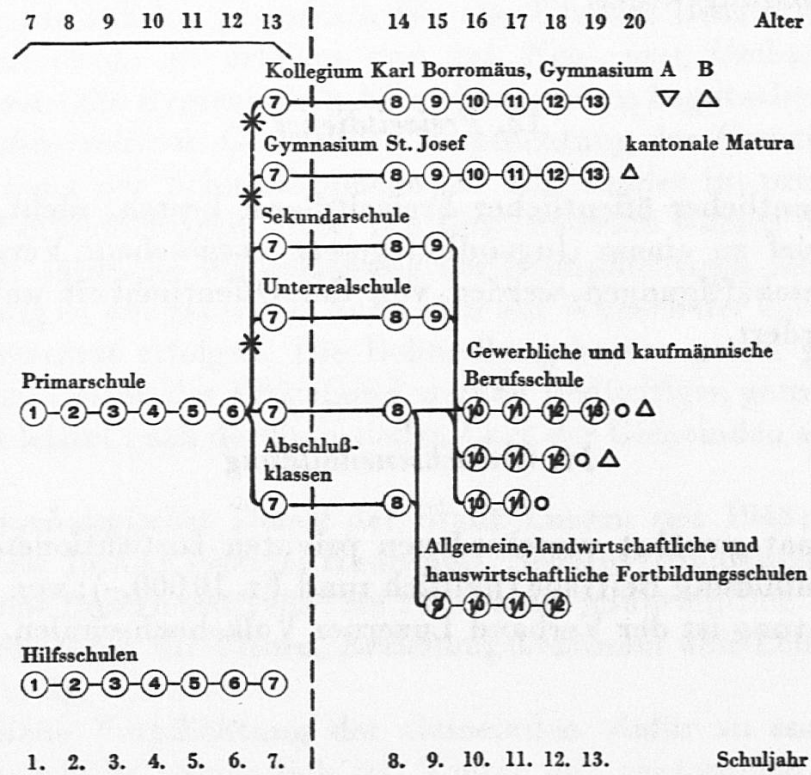 7 8 9 10 11 12 13 14 15 16 17 18 19 20 Alter
Kollegium Karl Borromäus, Gymnasium A B
7 8 9 10 11 12 13
Gymnasium St. Josef kantonale Matura
7 8 9 10 11 12 13
Sekundarschule
7 8 9
Unterrealschule
7 8 9
Gewerbliche und kaufmännische
Primarschule Berufsschule
1 2 3 4 5 6 7 8 10 11 12 13
Abschluß-
klassen
10 11 12
7 8 10 11
Allgemeine, landwirtschaftliche und
hauswirtschaftliche Fortbildungsschulen
9 10 11 12
Hilfsschulen
1 2 3 4 5 6 7
1. 2. 3. 4. 5. 6. 7. 8. 9. 10. 11. 12. 13. Schuljahr